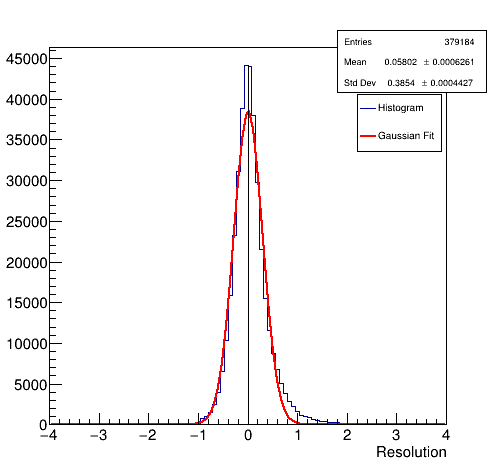 Entries 379184
Mean 0.05802 ± 0.0006261
Std Dev 0.3854 ± 0.0004427
Histogram
Gaussian Fit
45000
40000
35000
30000
25000
20000
15000
10000
5000
0
−4 −3 −2 −1 0 1 2 3 4
Resolution